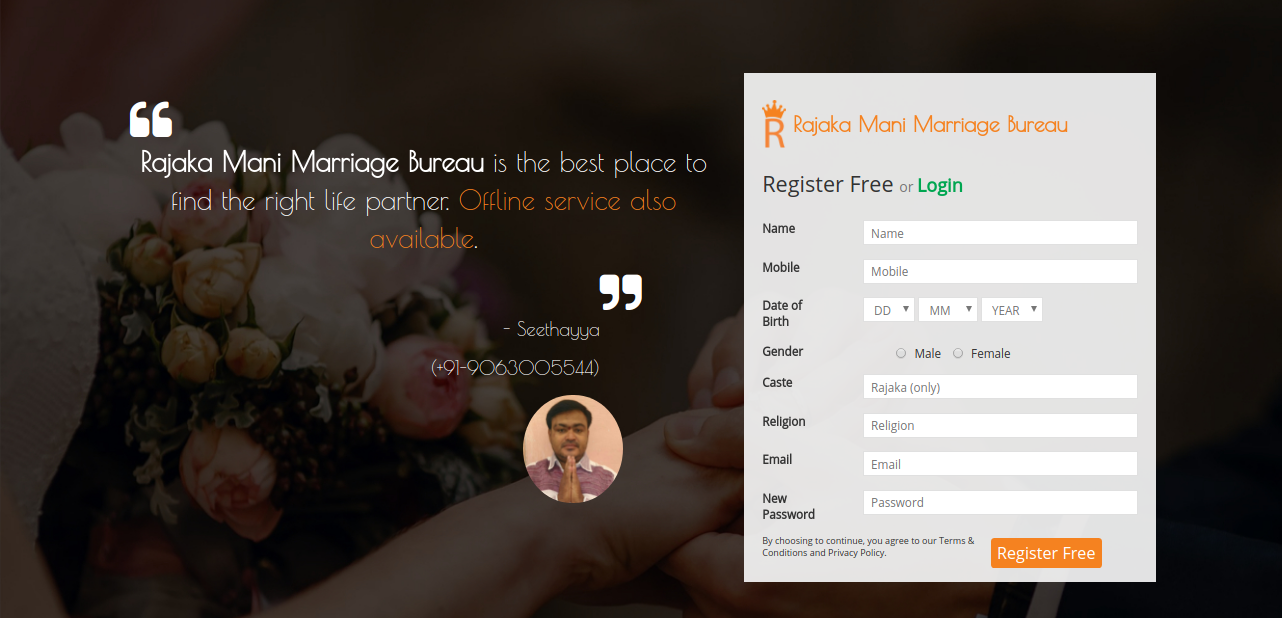 “
Rajaka Mani Marriage Bureau is the best place to
find the right life partner. Offline service also
available.
”
- Seethayya
(+91-9063005544)
R Rajaka Mani Marriage Bureau
Register Free or Login
Name Name
Mobile Mobile
Date of
Birth DD MM YEAR
Gender Male Female
Caste Rajaka (only)
Religion Religion
Email Email
New
Password Password
By choosing to continue, you agree to our Terms &
Conditions and Privacy Policy.
Register Free